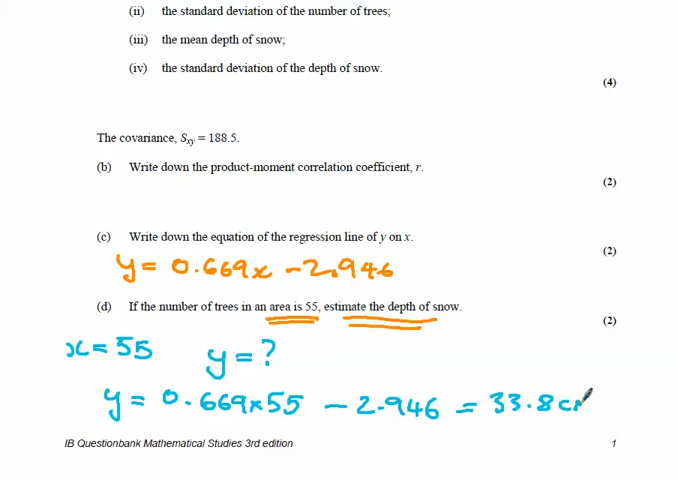 (ii) the standard deviation of the number of trees;
(iii) the mean depth of snow;
(iv) the standard deviation of the depth of snow.
(4)
The covariance, Sxy = 188.5.
(b) Write down the product-moment correlation coefficient, r.
(2)
(c) Write down the equation of the regression line of y on x.
(2)
y = 0.669x - 2.946
(d) If the number of trees in an area is 55, estimate the depth of snow.
(2)
x = 55 y = ?
y = 0.669×55 - 2.946 = 33.8 cm
IB Questionbank Mathematical Studies 3rd edition 1